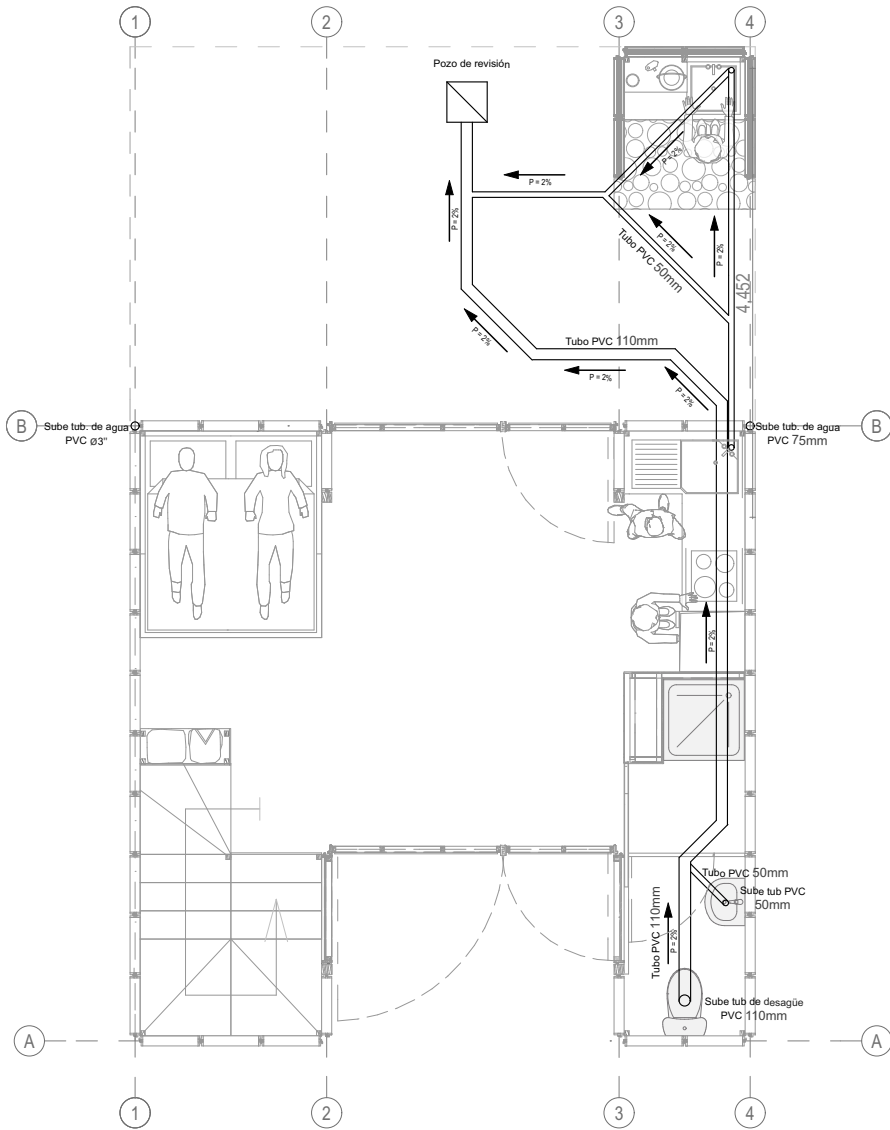 1
2
3
4
Pozo de revisión
P = 2%
P = 2%
P = 2%
P = 2%
P = 2%
Tubo PVC 50mm
4,452
P = 2%
Tubo PVC 110mm
P = 2%
P = 2%
B
Sube tub. de agua
PVC ø3"
Sube tub. de agua
PVC 75mm
B
P = 2%
Tubo PVC 50mm
Sube tub PVC
50mm
Tubo PVC 110mm
P = 2%
Sube tub de desagüe
PVC 110mm
A
A
1
2
3
4